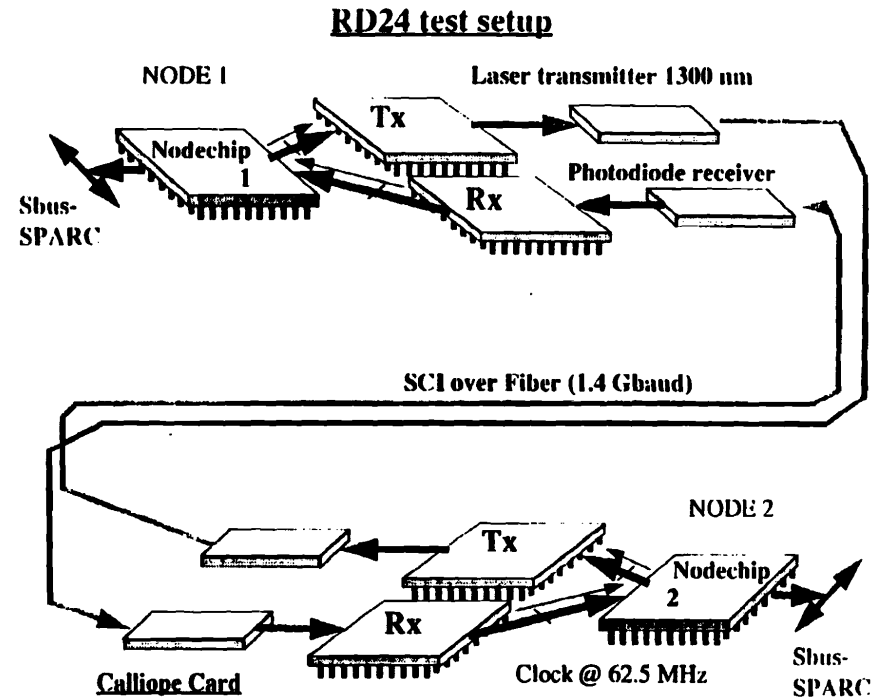 RD24 test setup
NODE 1
Laser transmitter 1300 nm
Tx
Nodechip
1
Photodiode receiver
Rx
Sbus-
SPARC
SCI over Fiber (1.4 Gbaud)
NODE 2
Tx
Nodechip
2
Rx
Clock @ 62.5 MHz
Sbus-
SPARC
Calliope Card